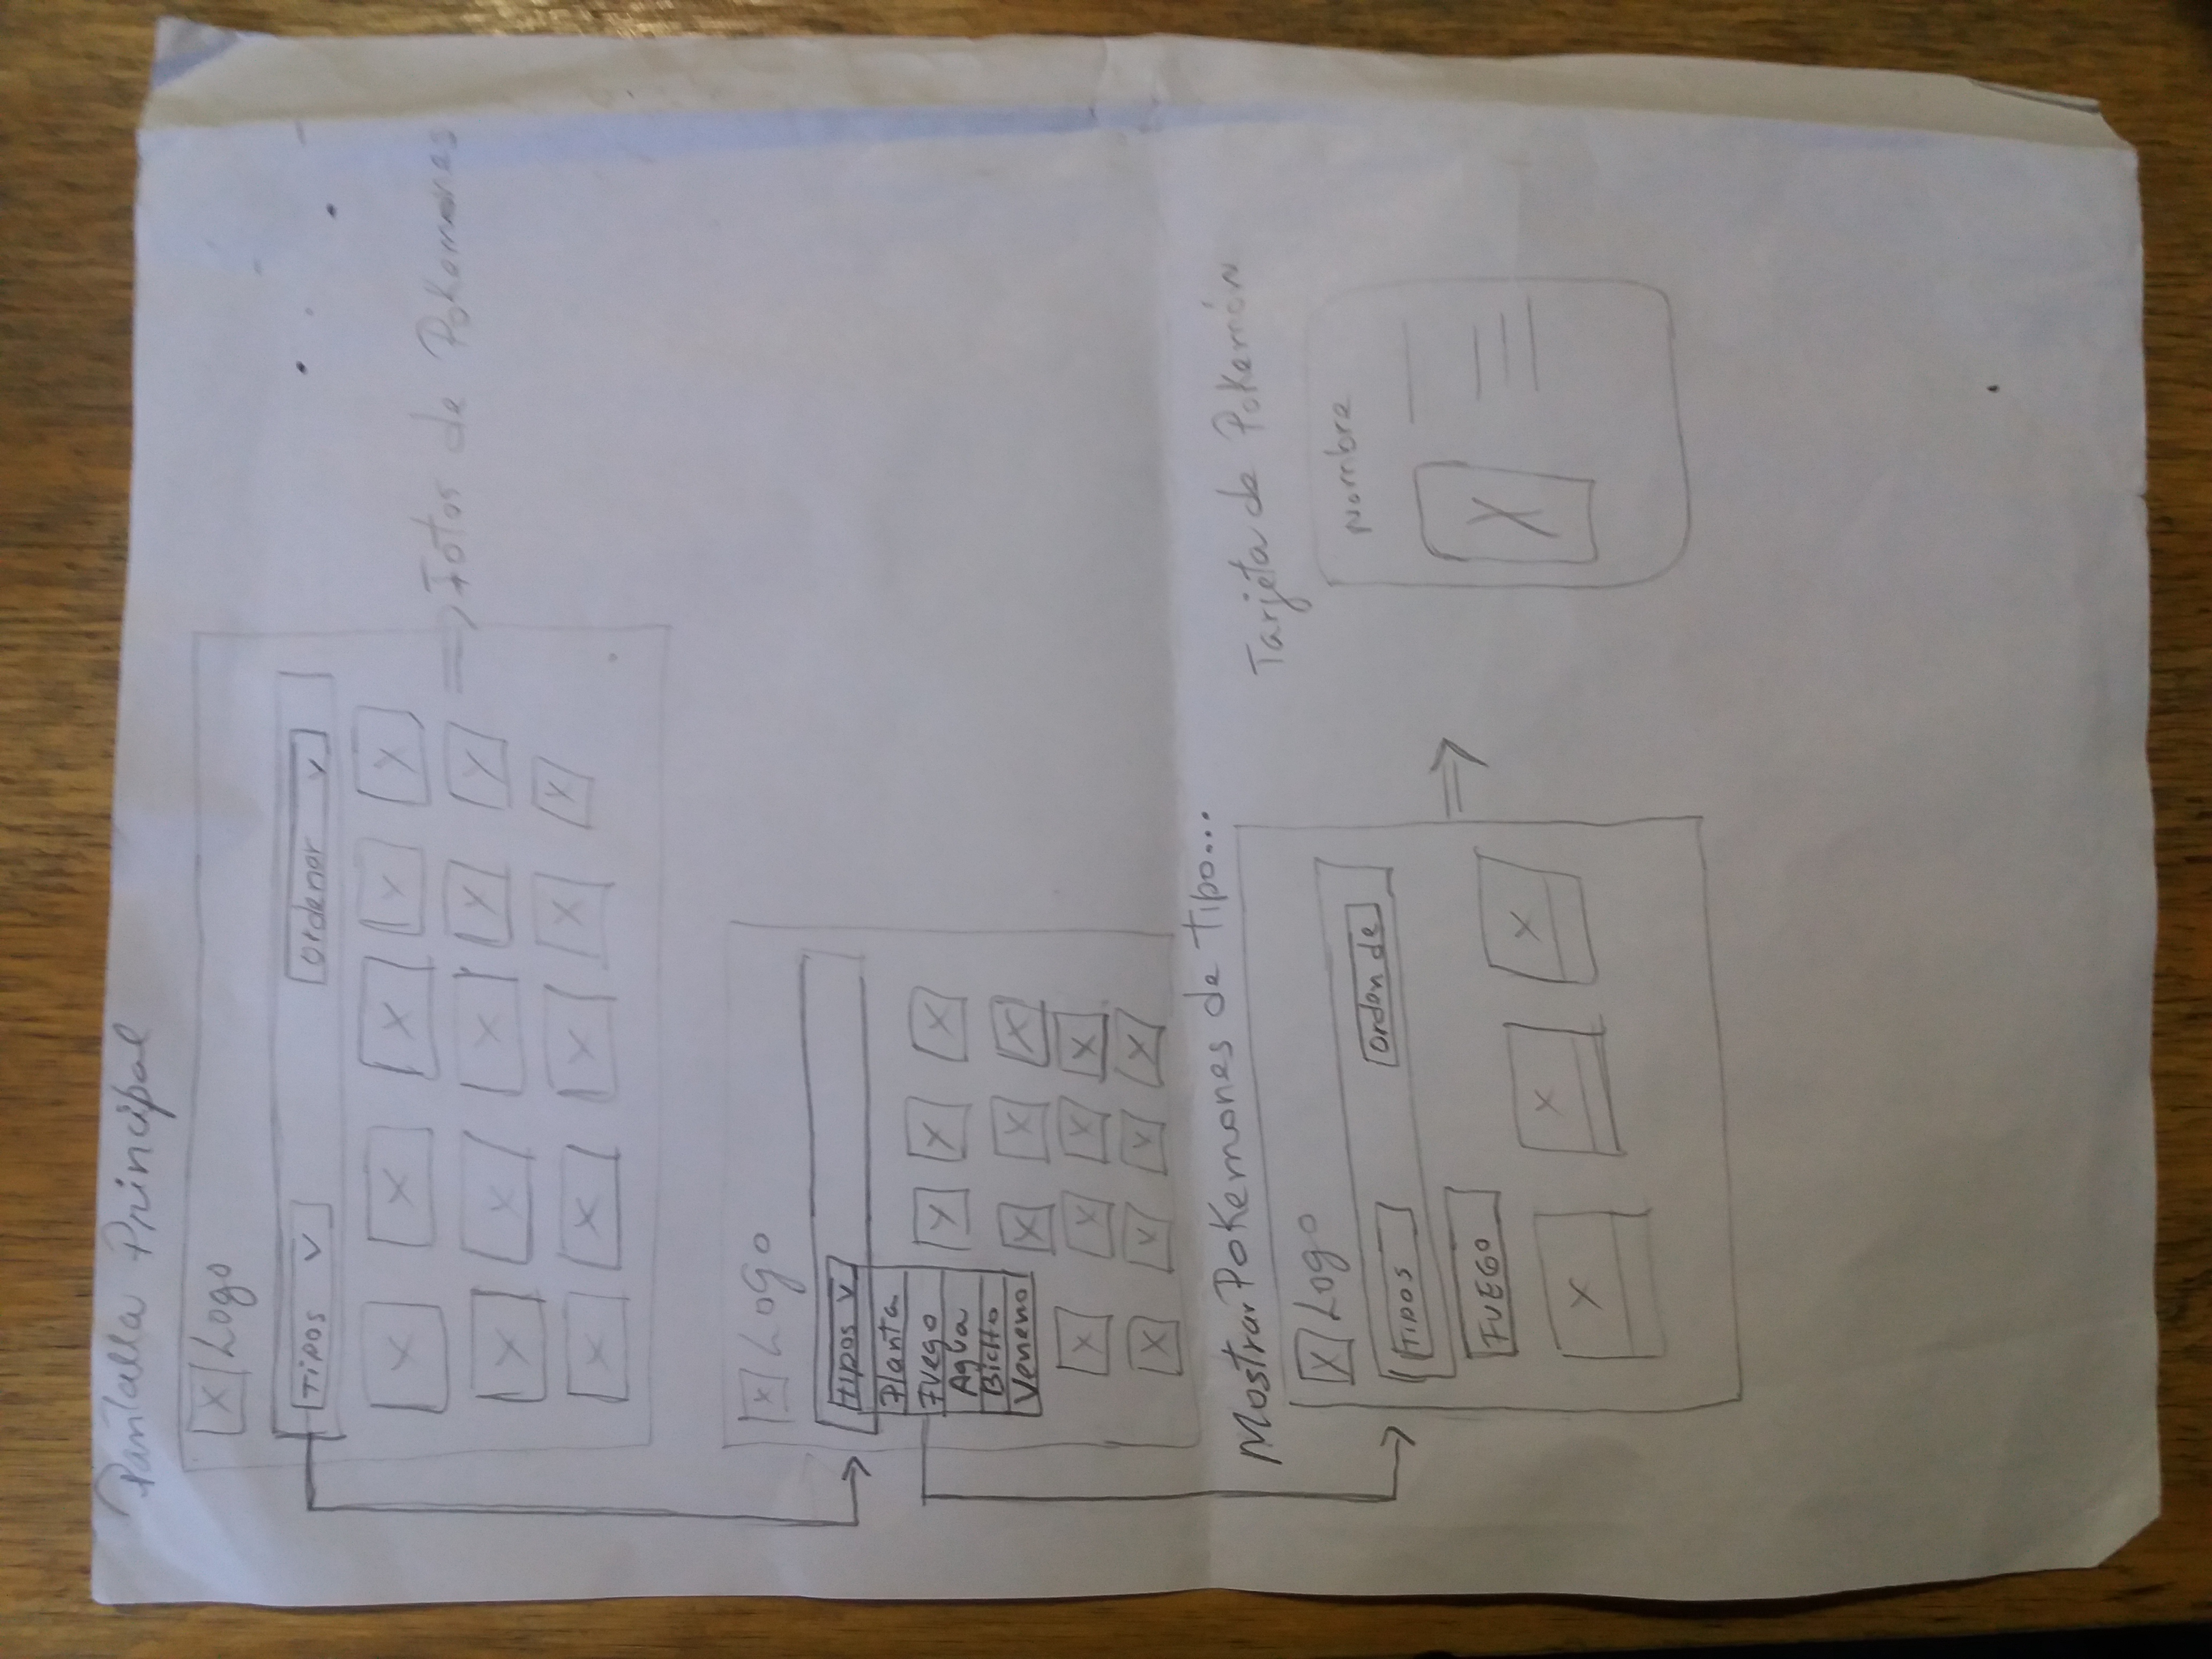 Pantalla Principal
X Logo
Tipos V
Ordenar V
X X X X X
X X X X X
X X X X X
=> Fotos de Pokemones
X Logo
tipos V
Planta
Fuego
Agua
Bicho
Veneno
X X X
X X X
X X X X
X X X X
Mostrar Pokemones de tipo...
X Logo
Tipos
Orden de
FUEGO
X X X
=>
Tarjeta de Pokemón
Nombre
X